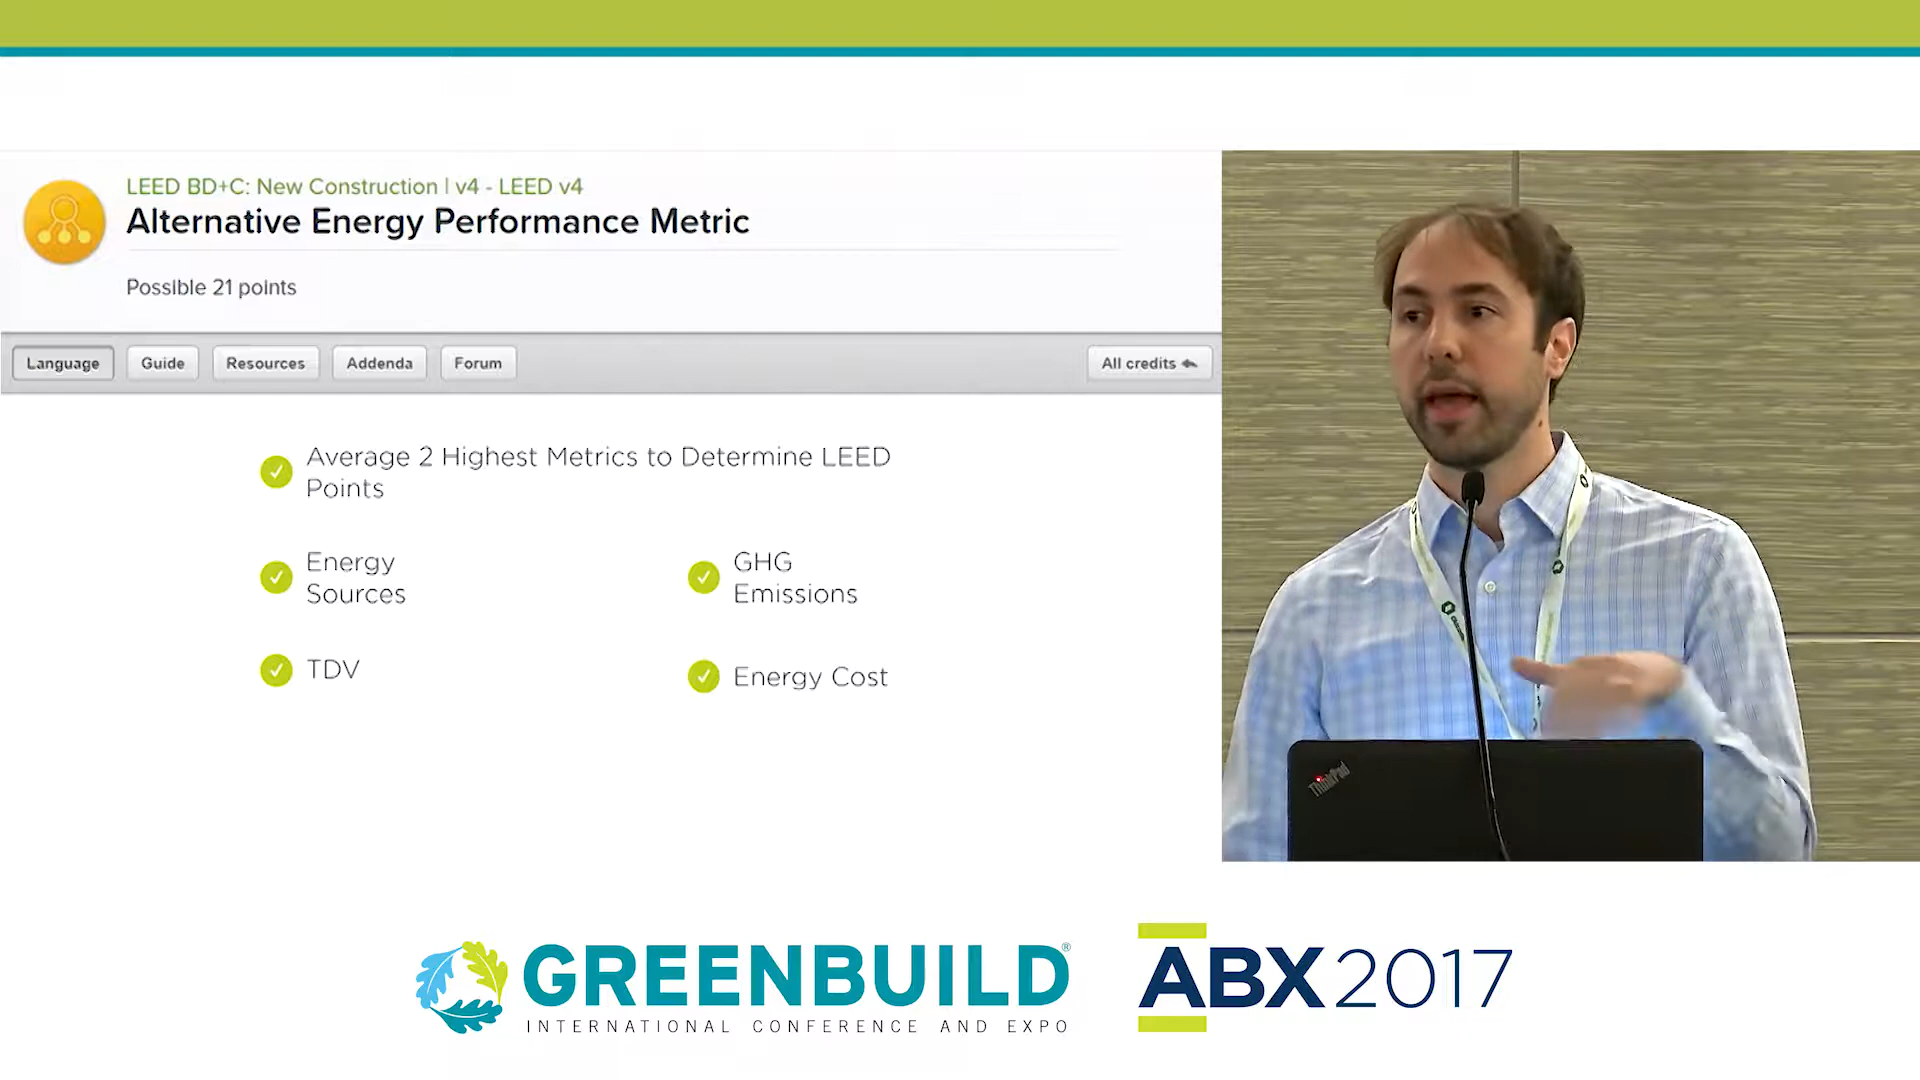 LEED BD+C: New Construction | v4 - LEED v4
Alternative Energy Performance Metric
Possible 21 points
Language
Guide
Resources
Addenda
Forum
All credits
Average 2 Highest Metrics to Determine LEED
Points
Energy
Sources
GHG
Emissions
TDV
Energy Cost
ThinkPad
GREENBUILD®
INTERNATIONAL CONFERENCE AND EXPO
ABX2017